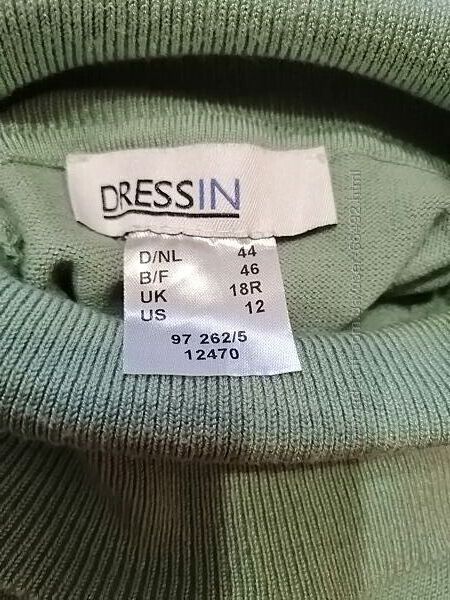 DRESSIN
D/NL 44
B/F 46
UK 18R
US 12
97 262/5
12470